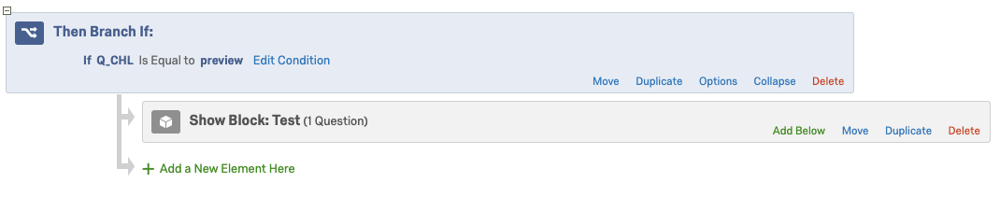 Then Branch If:
If Q_CHL Is Equal to preview Edit Condition
Move Duplicate Options Collapse Delete
Show Block: Test (1 Question)
Add Below Move Duplicate Delete
+ Add a New Element Here